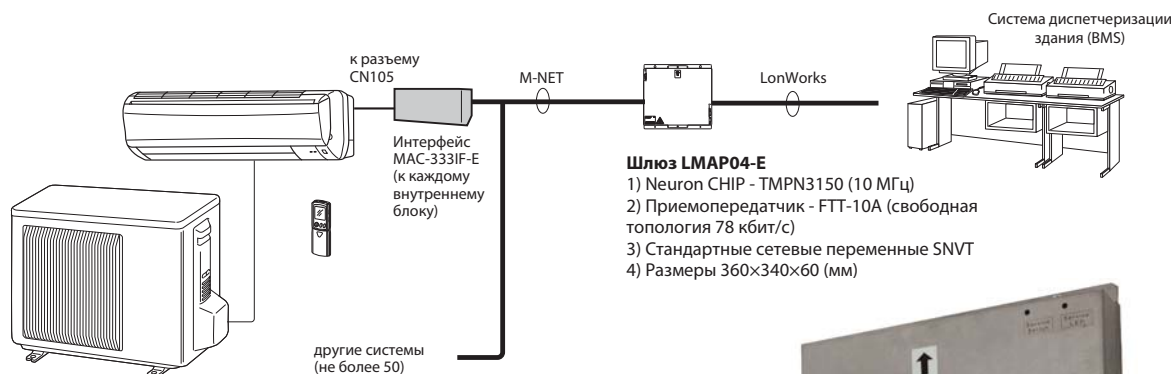 Система диспетчеризации
здания (BMS)
к разъему
CN105
M-NET
LonWorks
Интерфейс
MAC-333IF-E
(к каждому
внутреннему
блоку)
Шлюз LMAP04-E
1) Neuron CHIP - TMPN3150 (10 МГц)
2) Приемопередатчик - FTT-10A (свободная
топология 78 кбит/с)
3) Стандартные сетевые переменные SNVT
4) Размеры 360×340×60 (мм)
другие системы
(не более 50)